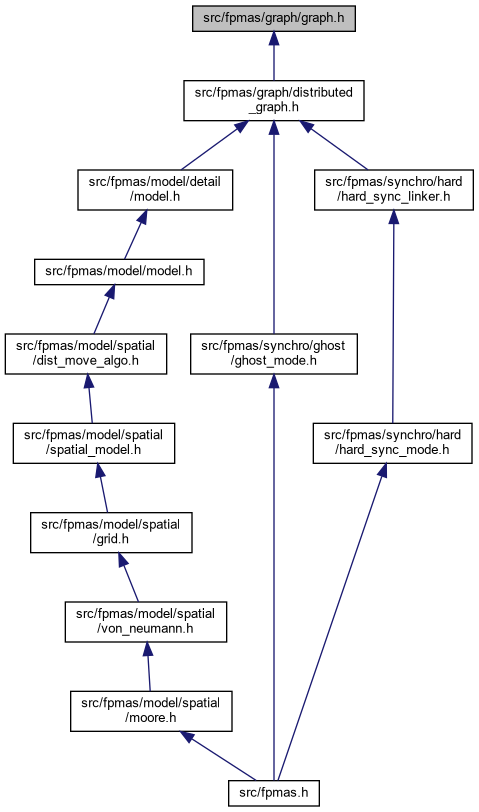 src/fpmas/graph/graph.h
src/fpmas/graph/distributed
_graph.h
src/fpmas/model/detail
/model.h
src/fpmas/synchro/hard
/hard_sync_linker.h
src/fpmas/model/model.h
src/fpmas/model/spatial
/dist_move_algo.h
src/fpmas/synchro/ghost
/ghost_mode.h
src/fpmas/model/spatial
/spatial_model.h
src/fpmas/synchro/hard
/hard_sync_mode.h
src/fpmas/model/spatial
/grid.h
src/fpmas/model/spatial
/von_neumann.h
src/fpmas/model/spatial
/moore.h
src/fpmas.h